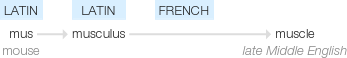 LATIN LATIN FRENCH
mus musculus muscle
mouse late Middle English